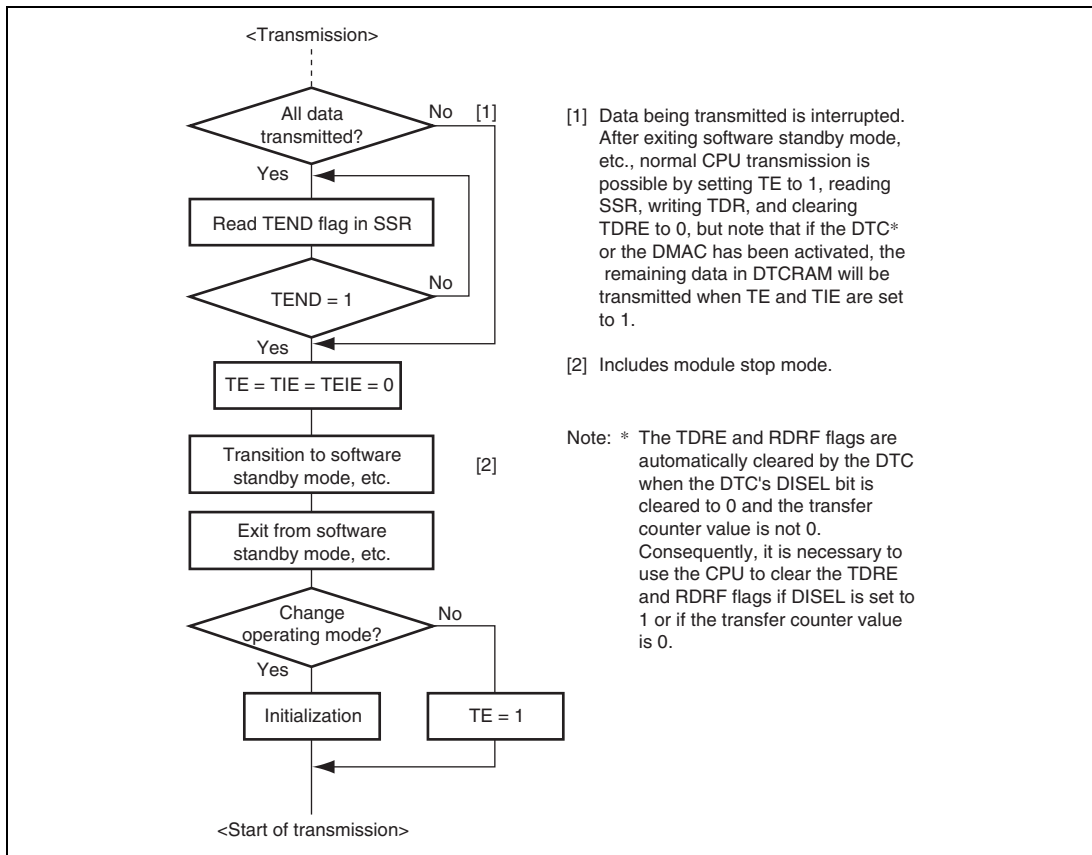 <Transmission>
All data
transmitted?
No
[1]
Yes
Read TEND flag in SSR
TEND = 1
No
Yes
TE = TIE = TEIE = 0
Transition to software
standby mode, etc.
[2]
Exit from software
standby mode, etc.
Change
operating mode?
No
Yes
Initialization
TE = 1
<Start of transmission>
[1] Data being transmitted is interrupted.
After exiting software standby mode,
etc., normal CPU transmission is
possible by setting TE to 1, reading
SSR, writing TDR, and clearing
TDRE to 0, but note that if the DTC*
or the DMAC has been activated, the
remaining data in DTCRAM will be
transmitted when TE and TIE are set
to 1.
[2] Includes module stop mode.
Note: * The TDRE and RDRF flags are
automatically cleared by the DTC
when the DTC's DISEL bit is
cleared to 0 and the transfer
counter value is not 0.
Consequently, it is necessary to
use the CPU to clear the TDRE
and RDRF flags if DISEL is set to
1 or if the transfer counter value
is 0.